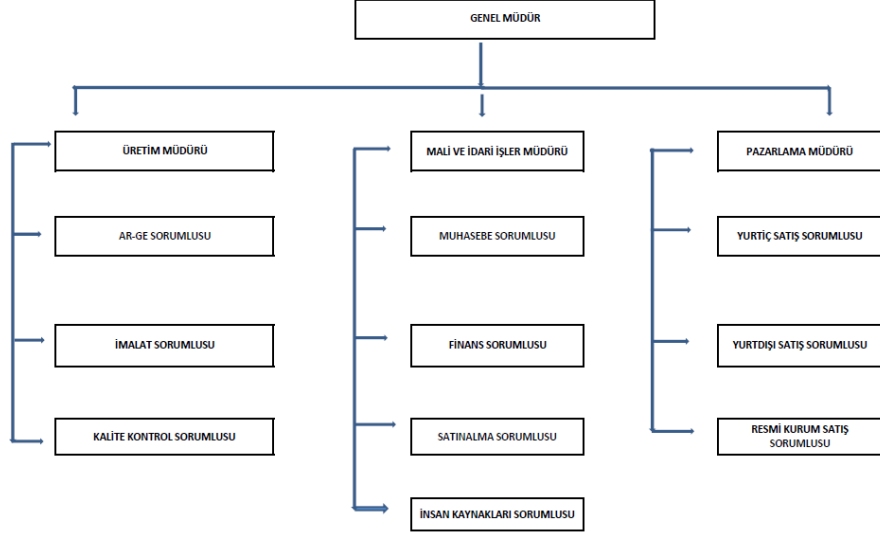 GENEL MÜDÜR
ÜRETİM MÜDÜRÜ
MALİ VE İDARİ İŞLER MÜDÜRÜ
PAZARLAMA MÜDÜRÜ
AR-GE SORUMLUSU
MUHASEBE SORUMLUSU
YURTİÇ SATIŞ SORUMLUSU
İMALAT SORUMLUSU
FİNANS SORUMLUSU
YURTDIŞI SATIŞ SORUMLUSU
KALİTE KONTROL SORUMLUSU
SATINALMA SORUMLUSU
RESMİ KURUM SATIŞ
SORUMLUSU
İNSAN KAYNAKLARI SORUMLUSU